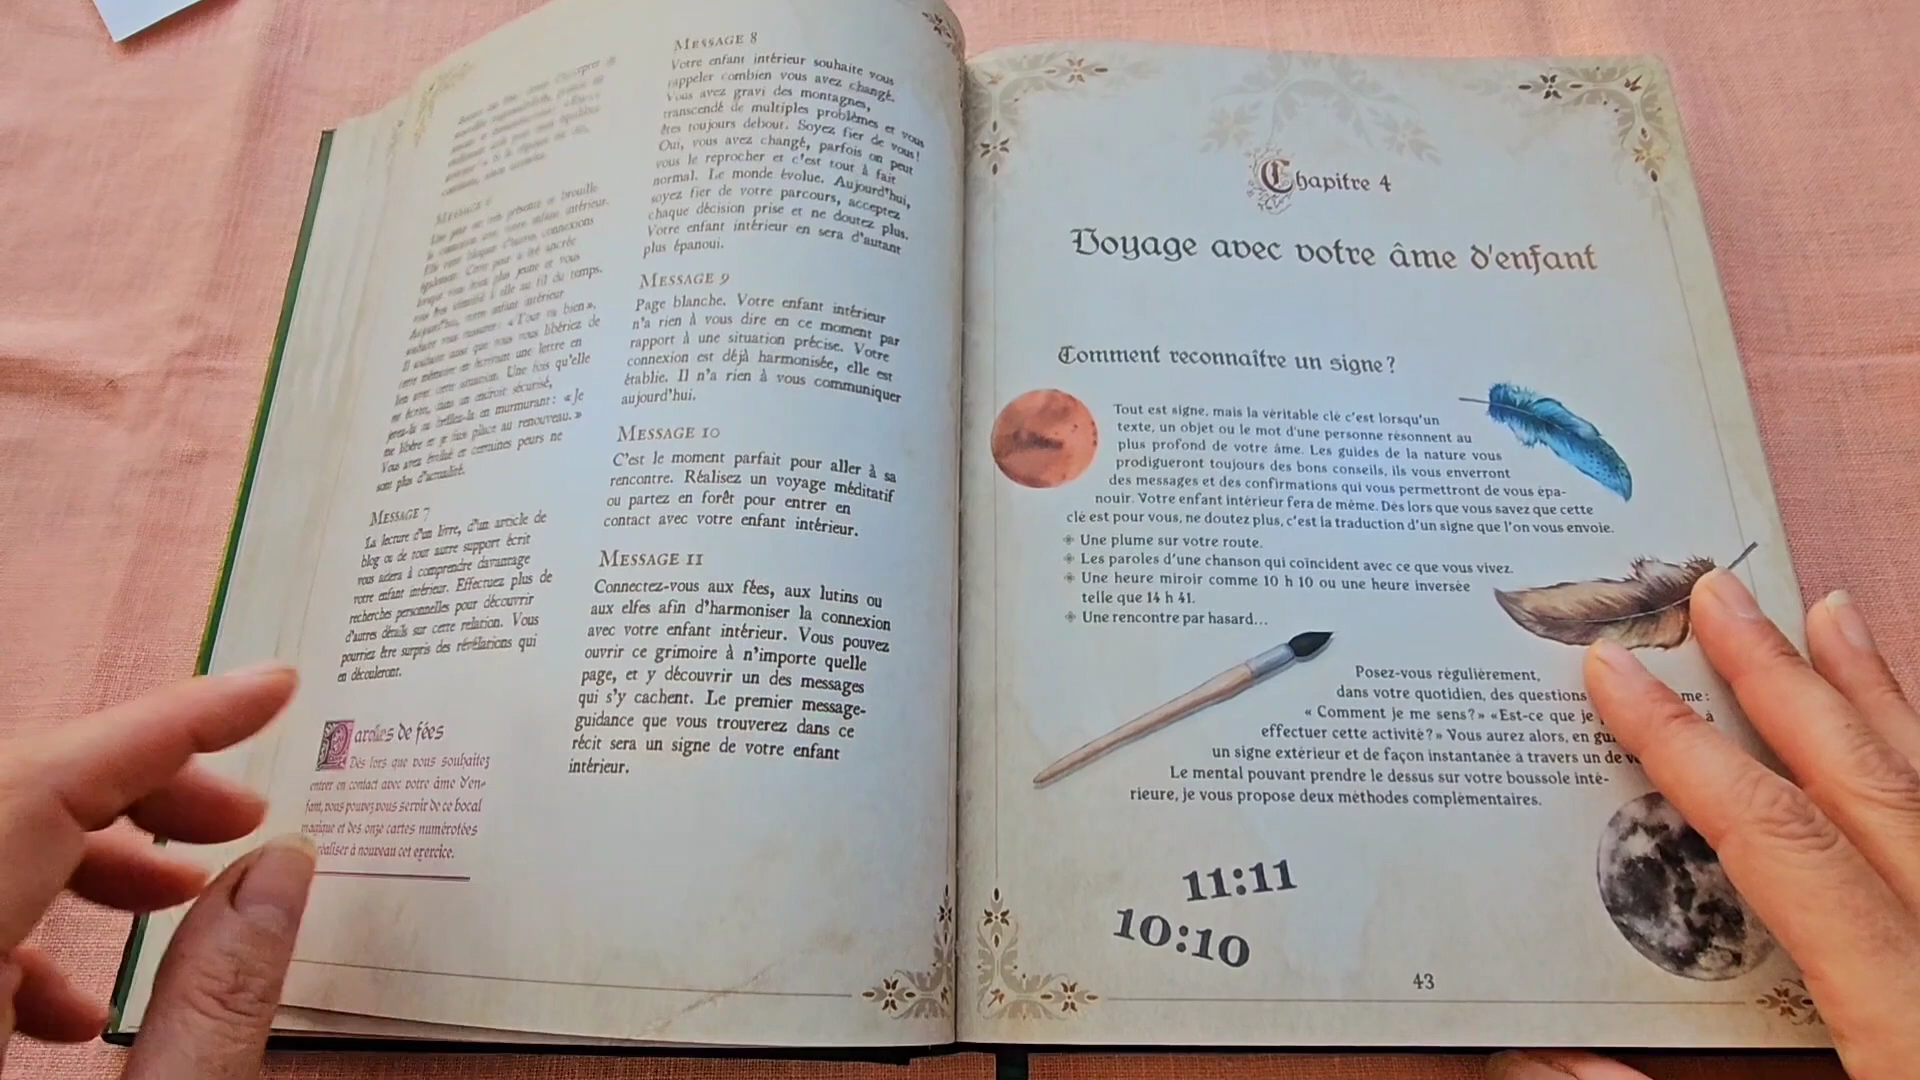 MESSAGE 7
La lecture d'un livre, d'un article de
blog ou de tout autre support écrit
vous aidera à comprendre davantage
votre enfant intérieur. Effectuez plus de
recherches personnelles pour découvrir
d'autres détails sur cette relation. Vous
pourriez être surpris des révélations qui
en découleront.
Paroles de fées
Dès lors que vous souhaitez
entrer en contact avec votre âme d'en-
fant, vous pouvez vous servir de ce bocal
magique et des onze cartes numérotées
réaliser à nouveau cet exercice.
MESSAGE 8
Votre enfant intérieur souhaite vous
rappeler combien vous avez changé.
Vous avez gravi des montagnes,
transcendé de multiples problèmes et vous
êtes toujours debout. Soyez fier de vous !
Oui, vous avez changé, parfois on peut
vous le reprocher et c'est tout à fait
normal. Le monde évolue. Aujourd'hui,
soyez fier de votre parcours, acceptez
chaque décision prise et ne doutez plus.
Votre enfant intérieur en sera d'autant
plus épanoui.
MESSAGE 9
Page blanche. Votre enfant intérieur
n'a rien à vous dire en ce moment par
rapport à une situation précise. Votre
connexion est déjà harmonisée, elle est
établie. Il n'a rien à vous communiquer
aujourd'hui.
MESSAGE 10
C'est le moment parfait pour aller à sa
rencontre. Réalisez un voyage méditatif
ou partez en forêt pour entrer en
contact avec votre enfant intérieur.
MESSAGE 11
Connectez-vous aux fées, aux lutins ou
aux elfes afin d'harmoniser la connexion
avec votre enfant intérieur. Vous pouvez
ouvrir ce grimoire à n'importe quelle
page, et y découvrir un des messages
qui s'y cachent. Le premier message-
guidance que vous trouverez dans ce
récit sera un signe de votre enfant
intérieur.
Chapitre 4
Voyage avec votre âme d'enfant
Comment reconnaître un signe ?
Tout est signe, mais la véritable clé c'est lorsqu'un
texte, un objet ou le mot d'une personne résonnent au
plus profond de votre âme. Les guides de la nature vous
prodigueront toujours des bons conseils, ils vous enverront
des messages et des confirmations qui vous permettront de vous épa-
nouir. Votre enfant intérieur fera de même. Dès lors que vous savez que cette
clé est pour vous, ne doutez plus, c'est la traduction d'un signe que l'on vous envoie.
Une plume sur votre route.
Les paroles d'une chanson qui coïncident avec ce que vous vivez.
Une heure miroir comme 10 h 10 ou une heure inversée
telle que 14 h 41.
Une rencontre par hasard...
Posez-vous régulièrement,
dans votre quotidien, des questions me :
« Comment je me sens ? » « Est-ce que je à
effectuer cette activité ? » Vous aurez alors, en
un signe extérieur et de façon instantanée à travers un de
Le mental pouvant prendre le dessus sur votre boussole inté-
rieure, je vous propose deux méthodes complémentaires.
11:11
10:10
43